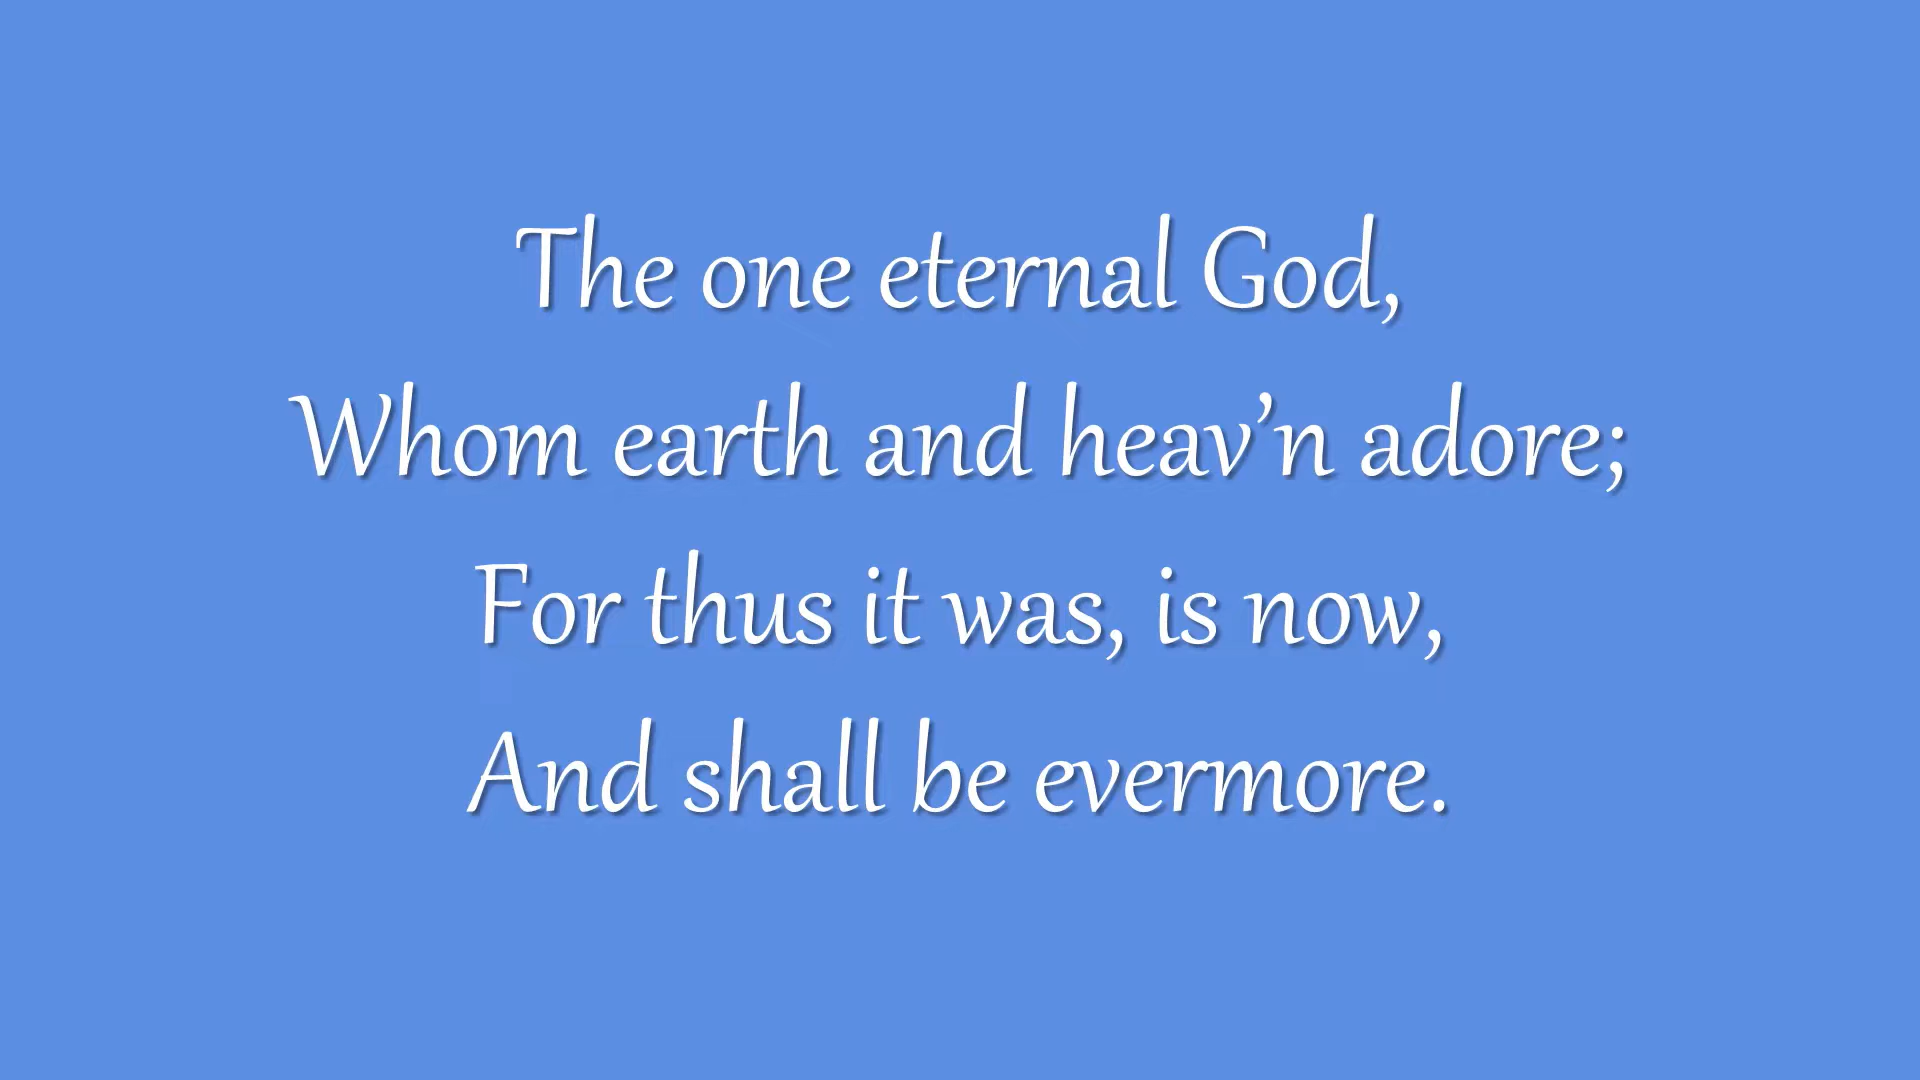 The one eternal God,
Whom earth and heav’n adore;
For thus it was, is now,
And shall be evermore.